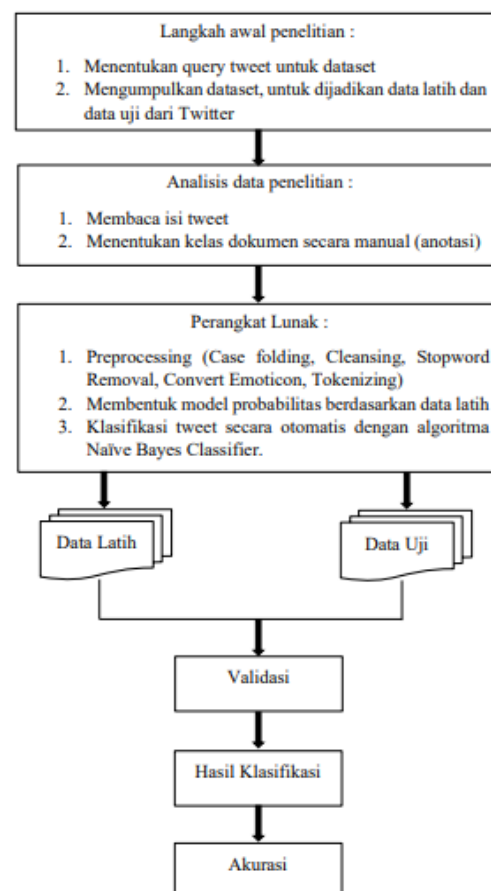 Langkah awal penelitian :
1. Menentukan query tweet untuk dataset
2. Mengumpulkan dataset, untuk dijadikan data latih dan
data uji dari Twitter
Analisis data penelitian :
1. Membaca isi tweet
2. Menentukan kelas dokumen secara manual (anotasi)
Perangkat Lunak :
1. Preprocessing (Case folding, Cleansing, Stopword
Removal, Convert Emoticon, Tokenizing)
2. Membentuk model probabilitas berdasarkan data latih
3. Klasifikasi tweet secara otomatis dengan algoritma
Naïve Bayes Classifier.
Data Latih
Data Uji
Validasi
Hasil Klasifikasi
Akurasi